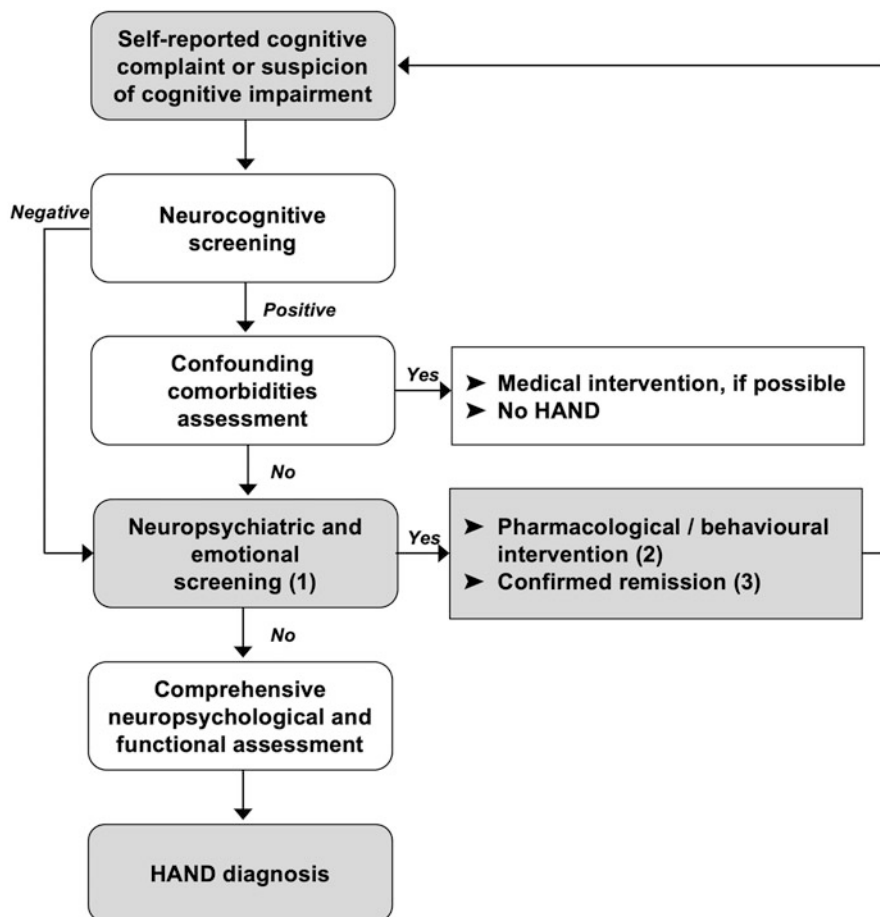 Self-reported cognitive
complaint or suspicion
of cognitive impairment
Negative
Neurocognitive
screening
Positive
Confounding
comorbidities
assessment
Yes
➤ Medical intervention, if possible
➤ No HAND
No
Neuropsychiatric and
emotional
screening (1)
Yes
➤ Pharmacological / behavioural
intervention (2)
➤ Confirmed remission (3)
No
Comprehensive
neuropsychological and
functional assessment
HAND diagnosis